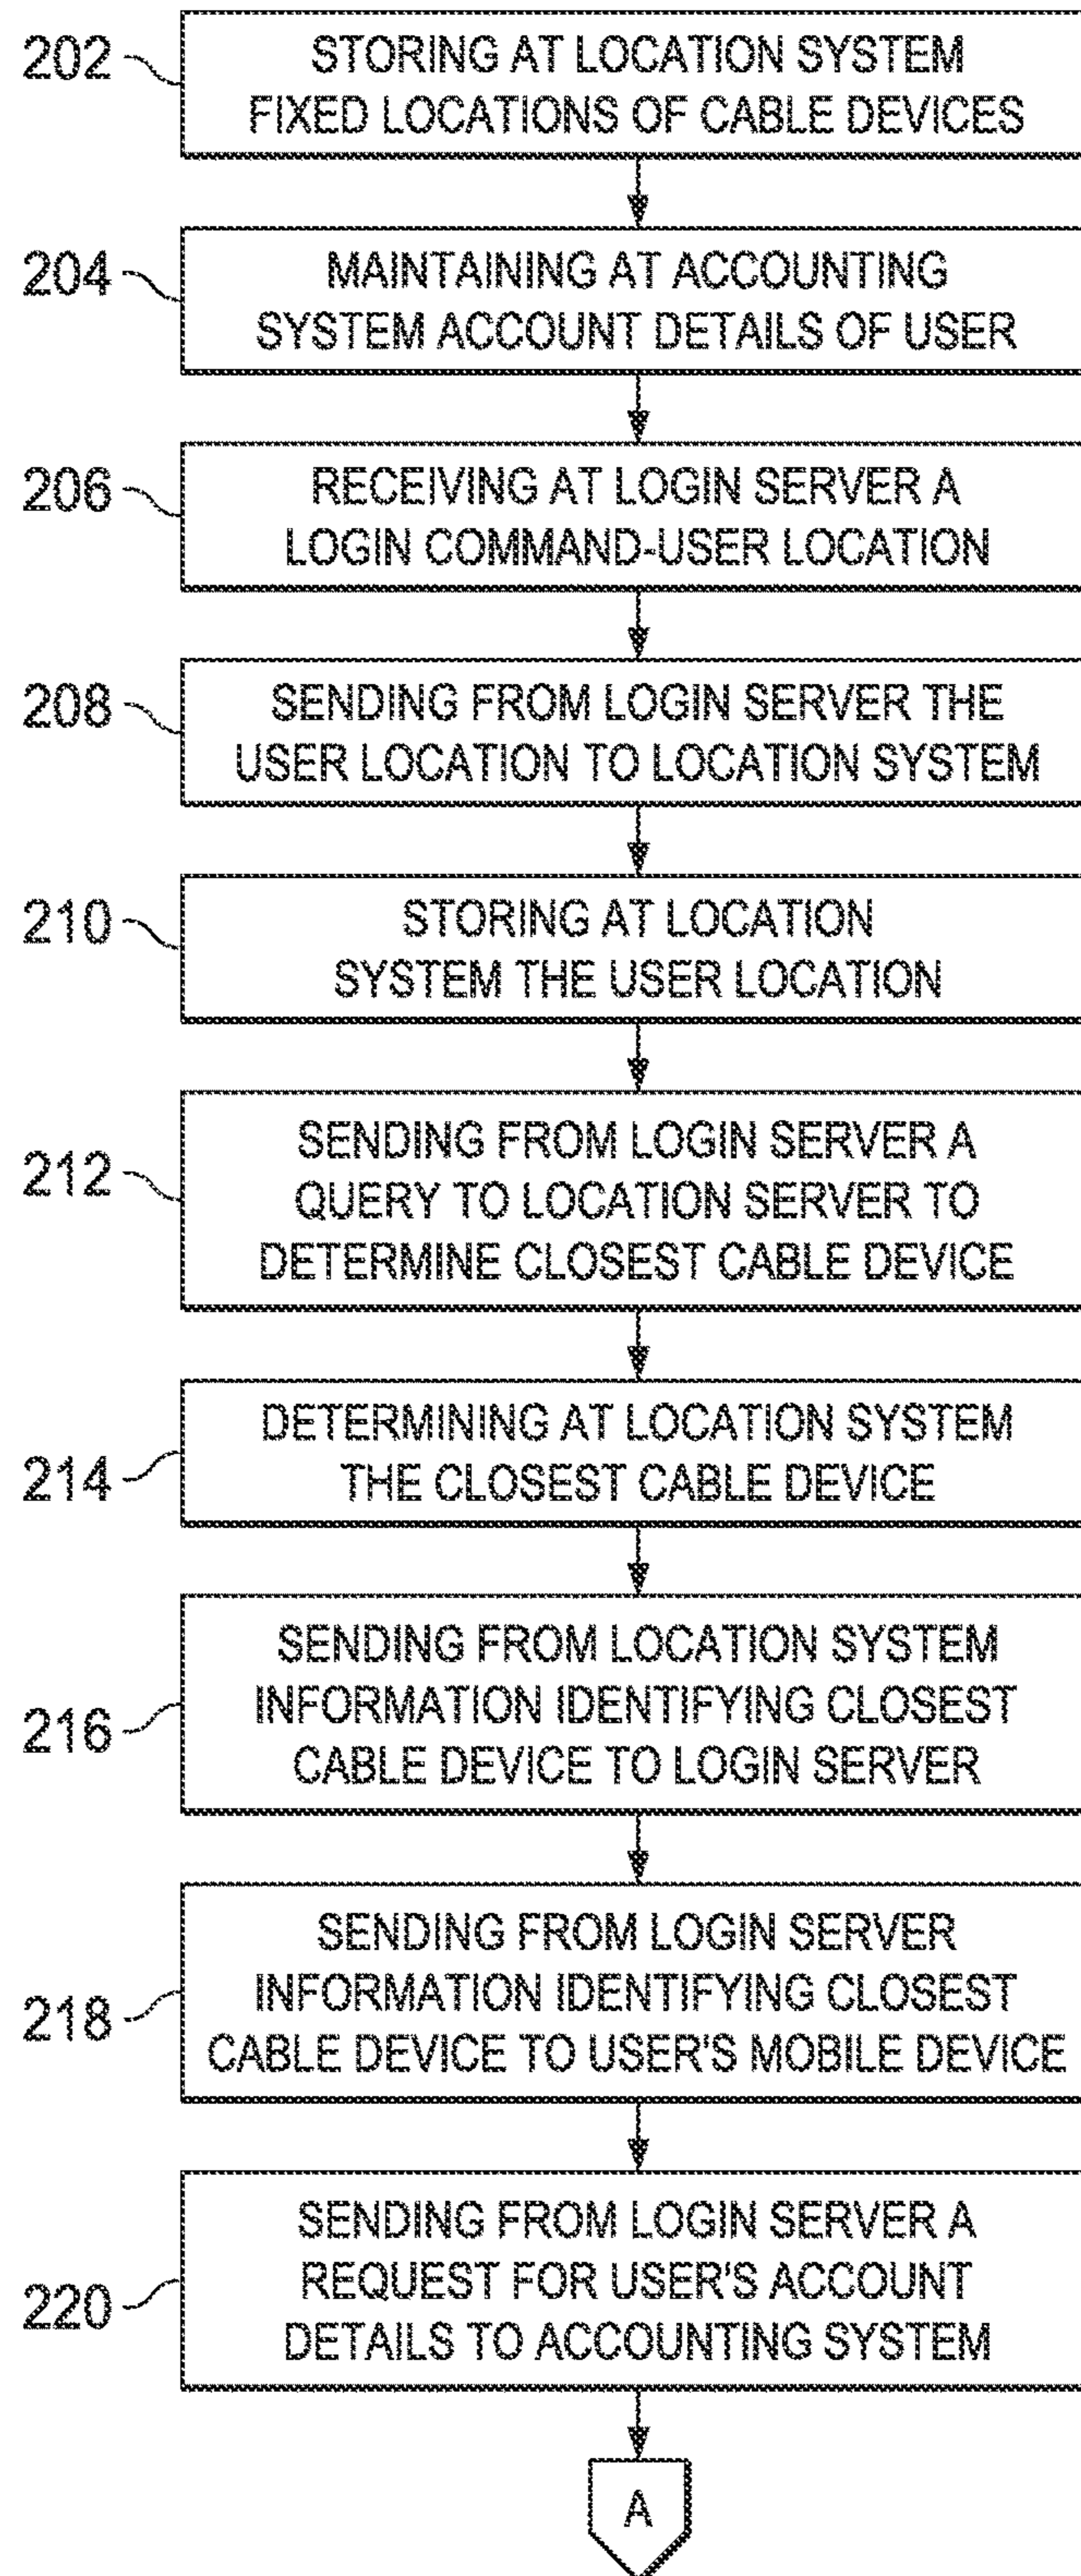 202
STORING AT LOCATION SYSTEM
FIXED LOCATIONS OF CABLE DEVICES
204
MAINTAINING AT ACCOUNTING
SYSTEM ACCOUNT DETAILS OF USER
206
RECEIVING AT LOGIN SERVER A
LOGIN COMMAND-USER LOCATION
208
SENDING FROM LOGIN SERVER THE
USER LOCATION TO LOCATION SYSTEM
210
STORING AT LOCATION
SYSTEM THE USER LOCATION
212
SENDING FROM LOGIN SERVER A
QUERY TO LOCATION SERVER TO
DETERMINE CLOSEST CABLE DEVICE
214
DETERMINING AT LOCATION SYSTEM
THE CLOSEST CABLE DEVICE
216
SENDING FROM LOCATION SYSTEM
INFORMATION IDENTIFYING CLOSEST
CABLE DEVICE TO LOGIN SERVER
218
SENDING FROM LOGIN SERVER
INFORMATION IDENTIFYING CLOSEST
CABLE DEVICE TO USER'S MOBILE DEVICE
220
SENDING FROM LOGIN SERVER A
REQUEST FOR USER'S ACCOUNT
DETAILS TO ACCOUNTING SYSTEM
A